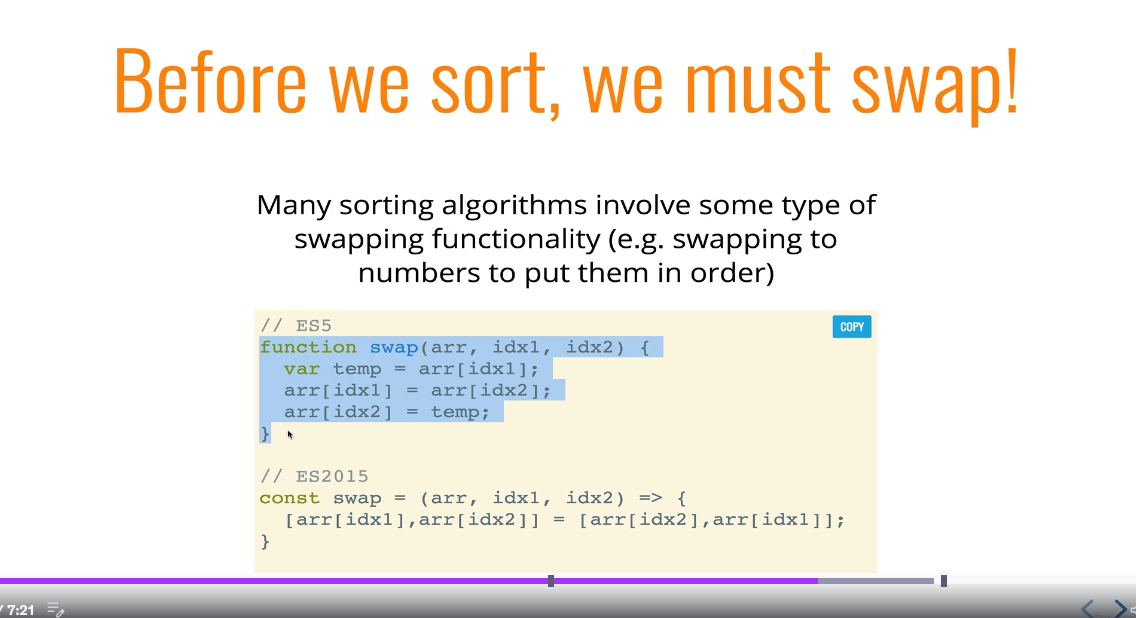 Before we sort, we must swap!
Many sorting algorithms involve some type of
swapping functionality (e.g. swapping to
numbers to put them in order)
// ES5
COPY
function swap(arr, idx1, idx2) {
  var temp = arr[idx1];
  arr[idx1] = arr[idx2];
  arr[idx2] = temp;
}
// ES2015
const swap = (arr, idx1, idx2) => {
  [arr[idx1],arr[idx2]] = [arr[idx2],arr[idx1]];
}
/ 7:21